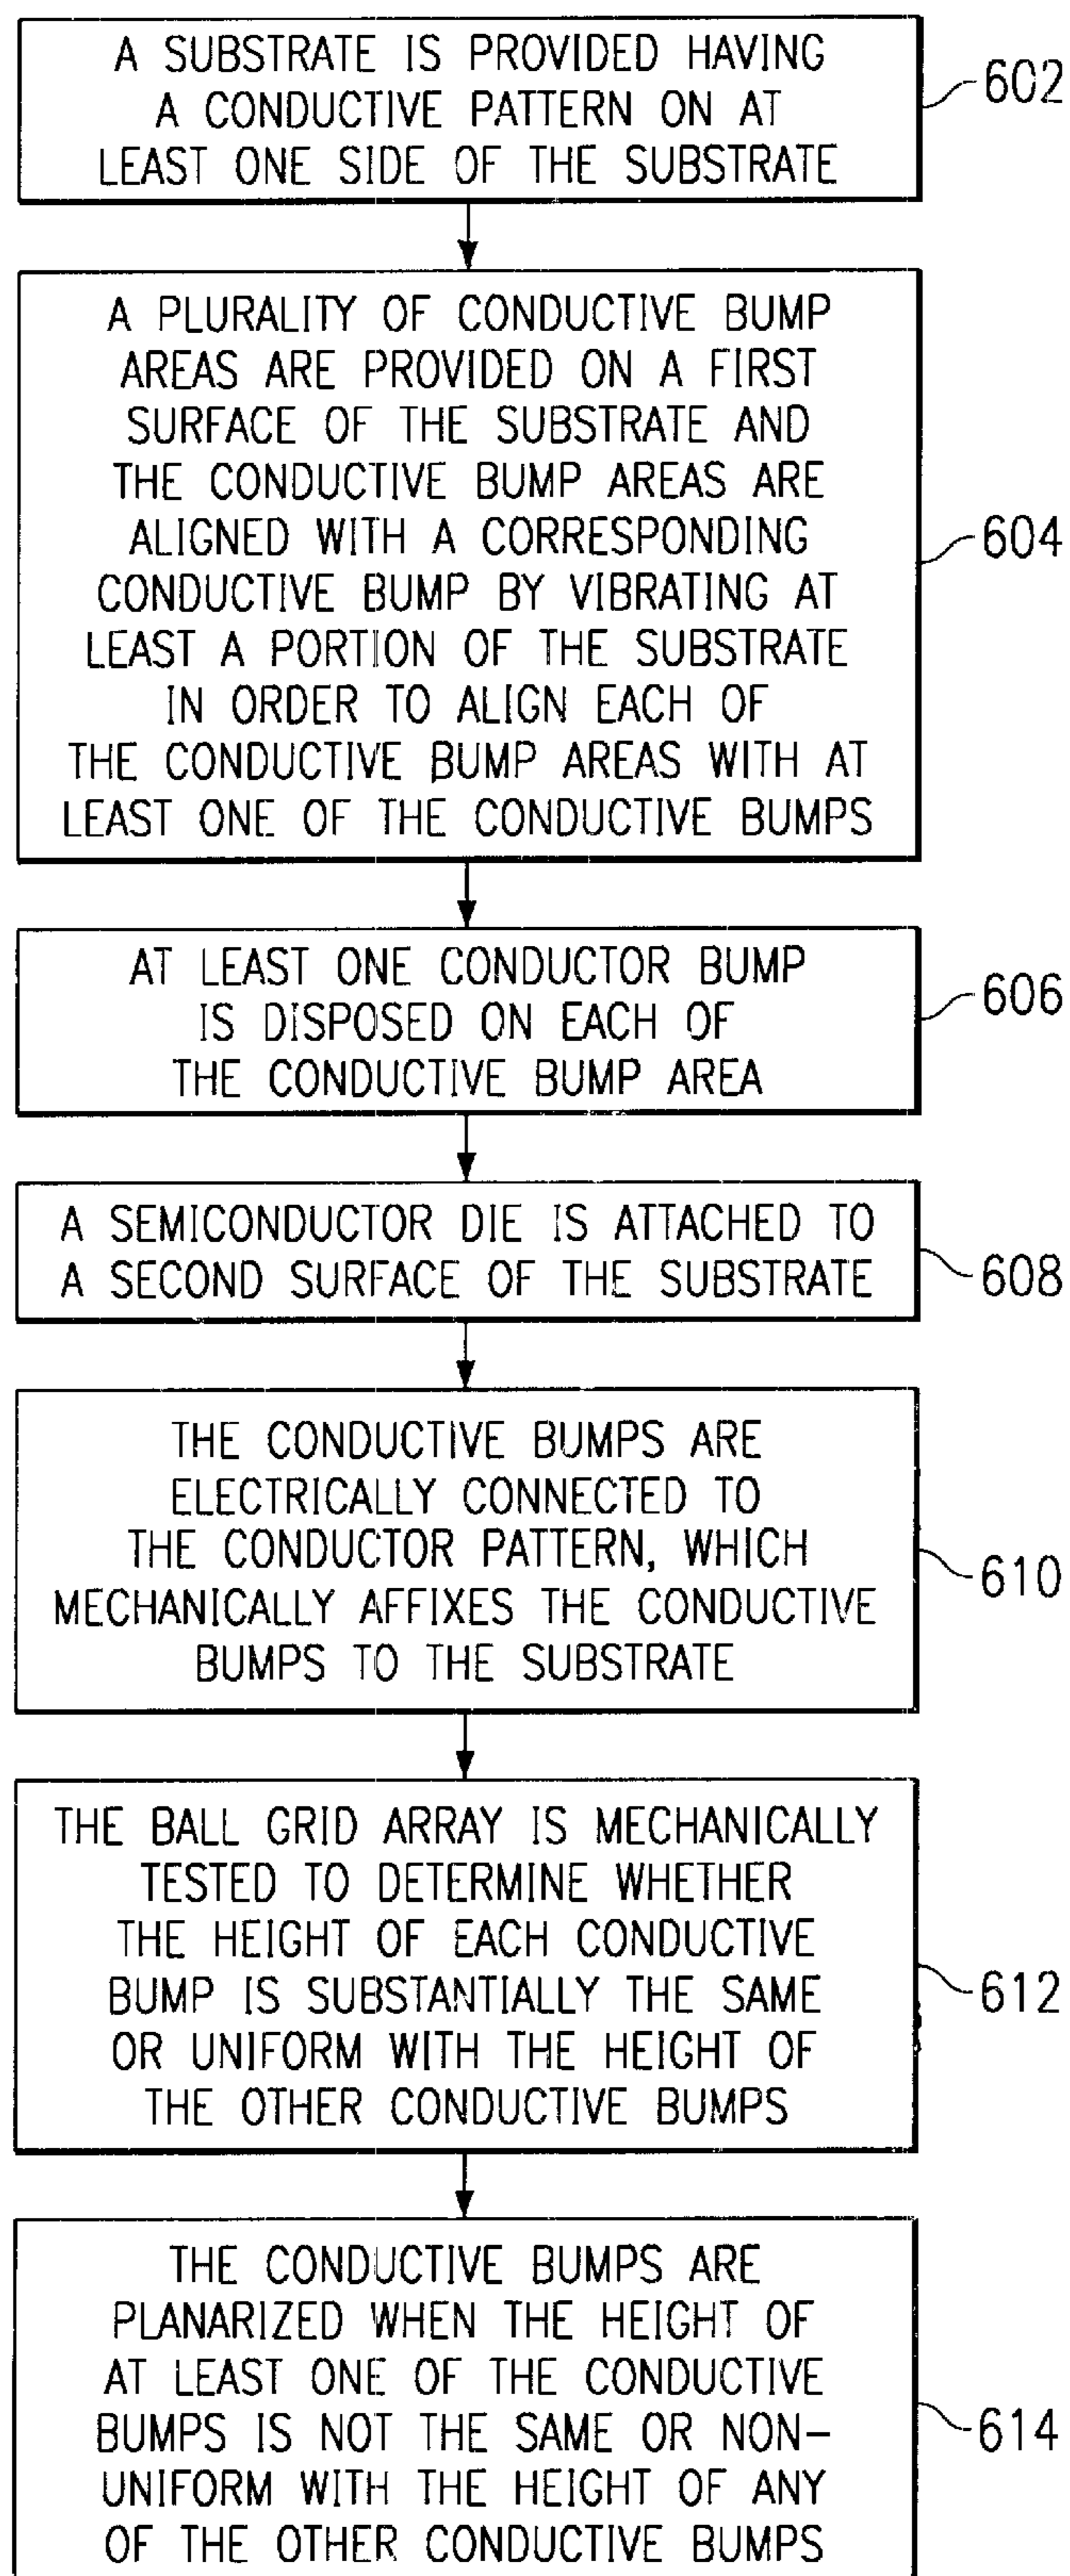 A SUBSTRATE IS PROVIDED HAVING
A CONDUCTIVE PATTERN ON AT
LEAST ONE SIDE OF THE SUBSTRATE
602
A PLURALITY OF CONDUCTIVE BUMP
AREAS ARE PROVIDED ON A FIRST
SURFACE OF THE SUBSTRATE AND
THE CONDUCTIVE BUMP AREAS ARE
ALIGNED WITH A CORRESPONDING
CONDUCTIVE BUMP BY VIBRATING AT
LEAST A PORTION OF THE SUBSTRATE
IN ORDER TO ALIGN EACH OF
THE CONDUCTIVE BUMP AREAS WITH AT
LEAST ONE OF THE CONDUCTIVE BUMPS
604
AT LEAST ONE CONDUCTOR BUMP
IS DISPOSED ON EACH OF
THE CONDUCTIVE BUMP AREA
606
A SEMICONDUCTOR DIE IS ATTACHED TO
A SECOND SURFACE OF THE SUBSTRATE
608
THE CONDUCTIVE BUMPS ARE
ELECTRICALLY CONNECTED TO
THE CONDUCTOR PATTERN, WHICH
MECHANICALLY AFFIXES THE CONDUCTIVE
BUMPS TO THE SUBSTRATE
610
THE BALL GRID ARRAY IS MECHANICALLY
TESTED TO DETERMINE WHETHER
THE HEIGHT OF EACH CONDUCTIVE
BUMP IS SUBSTANTIALLY THE SAME
OR UNIFORM WITH THE HEIGHT OF
THE OTHER CONDUCTIVE BUMPS
612
THE CONDUCTIVE BUMPS ARE
PLANARIZED WHEN THE HEIGHT OF
AT LEAST ONE OF THE CONDUCTIVE
BUMPS IS NOT THE SAME OR NON-
UNIFORM WITH THE HEIGHT OF ANY
OF THE OTHER CONDUCTIVE BUMPS
614